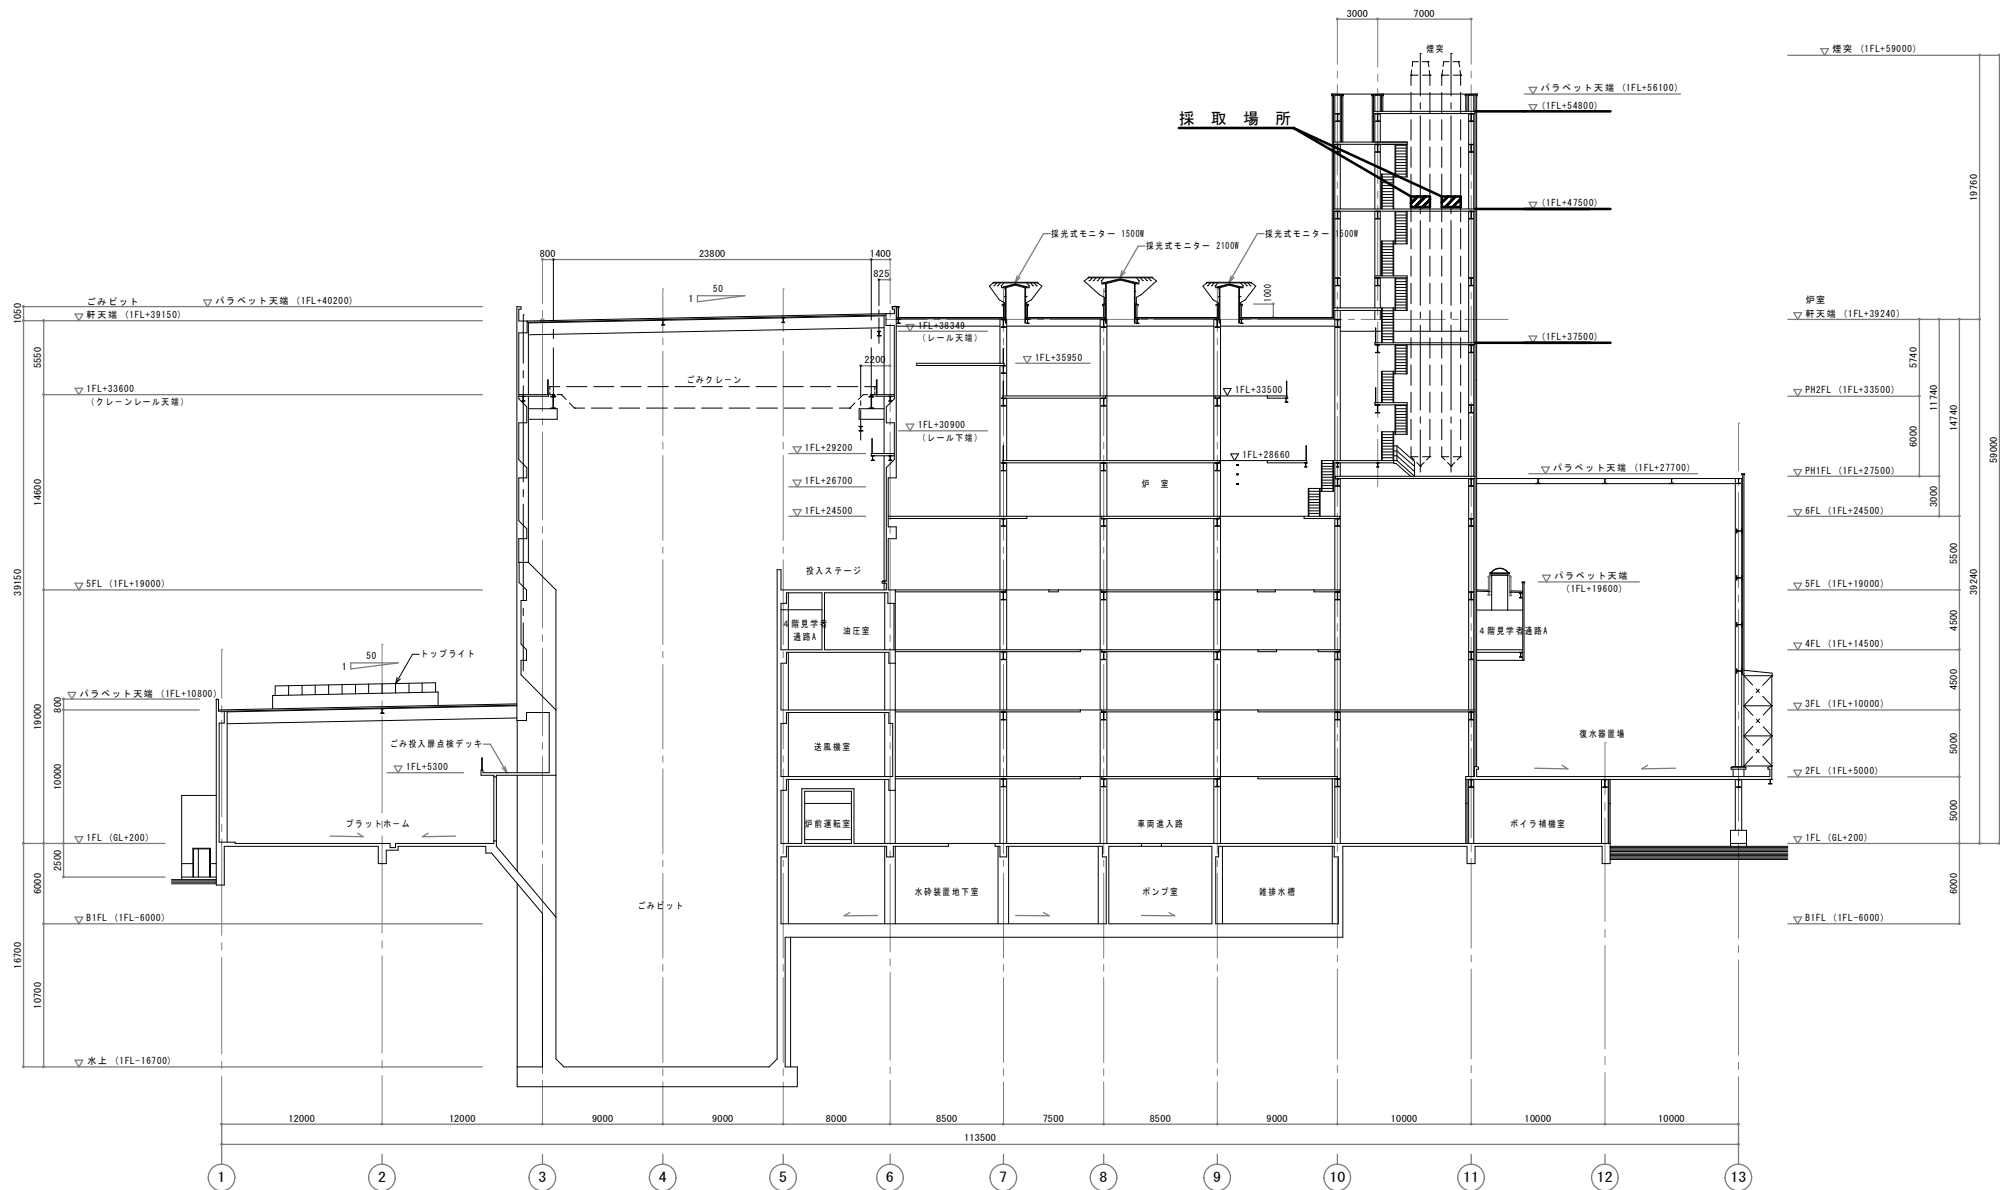 3000
7000
煙突
▽ 煙突 (1FL+59000)
▽ パラペット天端 (1FL+56100)
▽ (1FL+54800)
採 取 場 所
19760
▽ (1FL+47500)
採光式モニター 1500W
採光式モニター 2100W
採光式モニター 1500W
800
23800
1400
825
1000
50
1
ごみピット
▽ パラペット天端 (1FL+40200)
▽ 軒天端 (1FL+39150)
1050
炉室
▽ 軒天端 (1FL+39240)
▽ 1FL+38349
(レール天端)
▽ (1FL+37500)
▽ 1FL+35950
2200
5550
5740
ごみクレーン
▽ 1FL+33600
(クレーンレール天端)
▽ 1FL+33500
▽ PH2FL (1FL+33500)
11740
14740
6000
59000
▽ 1FL+30900
(レール下端)
▽ 1FL+29200
▽ 1FL+28660
▽ パラペット天端 (1FL+27700)
▽ PH1FL (1FL+27500)
▽ 1FL+26700
炉 室
14600
3000
▽ 1FL+24500
▽ 6FL (1FL+24500)
5500
39150
39240
投入ステージ
▽ 5FL (1FL+19000)
▽ パラペット天端
(1FL+19600)
▽ 5FL (1FL+19000)
4500
4階見学者
通路A
油圧室
4階見学者通路A
▽ 4FL (1FL+14500)
50
1
トップライト
4500
▽ パラペット天端 (1FL+10800)
800
19000
▽ 3FL (1FL+10000)
ごみ投入扉点検デッキ
送風機室
復水器置場
5000
10000
▽ 1FL+5300
▽ 2FL (1FL+5000)
プラットホーム
炉前運転室
車両進入路
ボイラ補機室
5000
▽ 1FL (GL+200)
▽ 1FL (GL+200)
2500
6000
水砕装置地下室
ポンプ室
雑排水槽
6000
ごみピット
▽ B1FL (1FL-6000)
▽ B1FL (1FL-6000)
16700
10700
▽ 水上 (1FL-16700)
12000
12000
9000
9000
8000
8500
7500
8500
9000
10000
10000
10000
113500
1
2
3
4
5
6
7
8
9
10
11
12
13